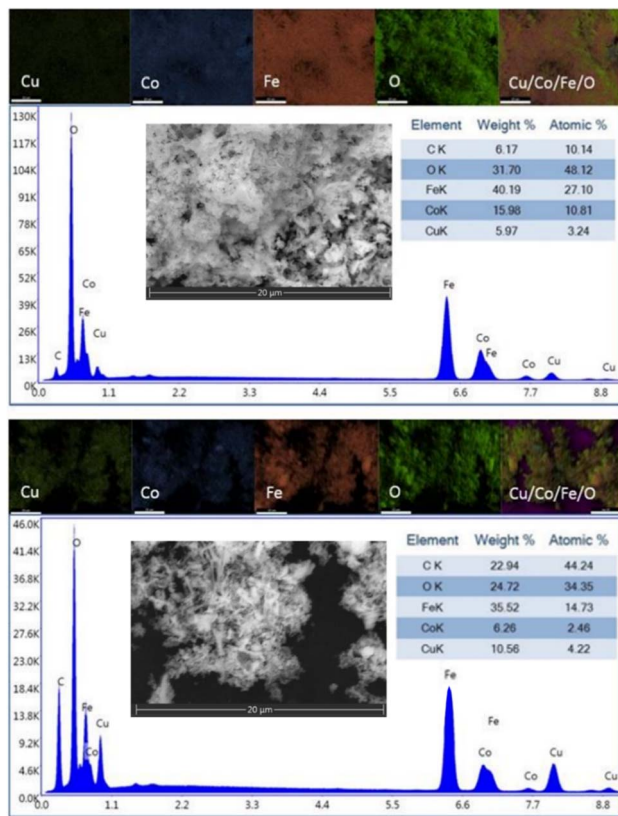 Cu Co Fe O Cu/Co/Fe/O
130K
117K
104K
91K
78K
65K
52K
39K
26K
13K
0K
O
Co
Fe
Cu
C
Fe
Co
Fe
Co
Cu
Cu
20 µm
Element Weight % Atomic %
C K 6.17 10.14
O K 31.70 48.12
FeK 40.19 27.10
CoK 15.98 10.81
CuK 5.97 3.24
0.0 1.1 2.2 3.3 4.4 5.5 6.6 7.7 8.8
Cu Co Fe O Cu/Co/Fe/O
46.0K
41.4K
36.8K
32.2K
27.6K
23.0K
18.4K
13.8K
9.2K
4.6K
0.0K
O
C
Fe
Co
Cu
Fe
Fe
Co
Co
Cu
Cu
20 µm
Element Weight % Atomic %
C K 22.94 44.24
O K 24.72 34.35
FeK 35.52 14.73
CoK 6.26 2.46
CuK 10.56 4.22
0.0 1.1 2.2 3.3 4.4 5.5 6.6 7.7 8.8